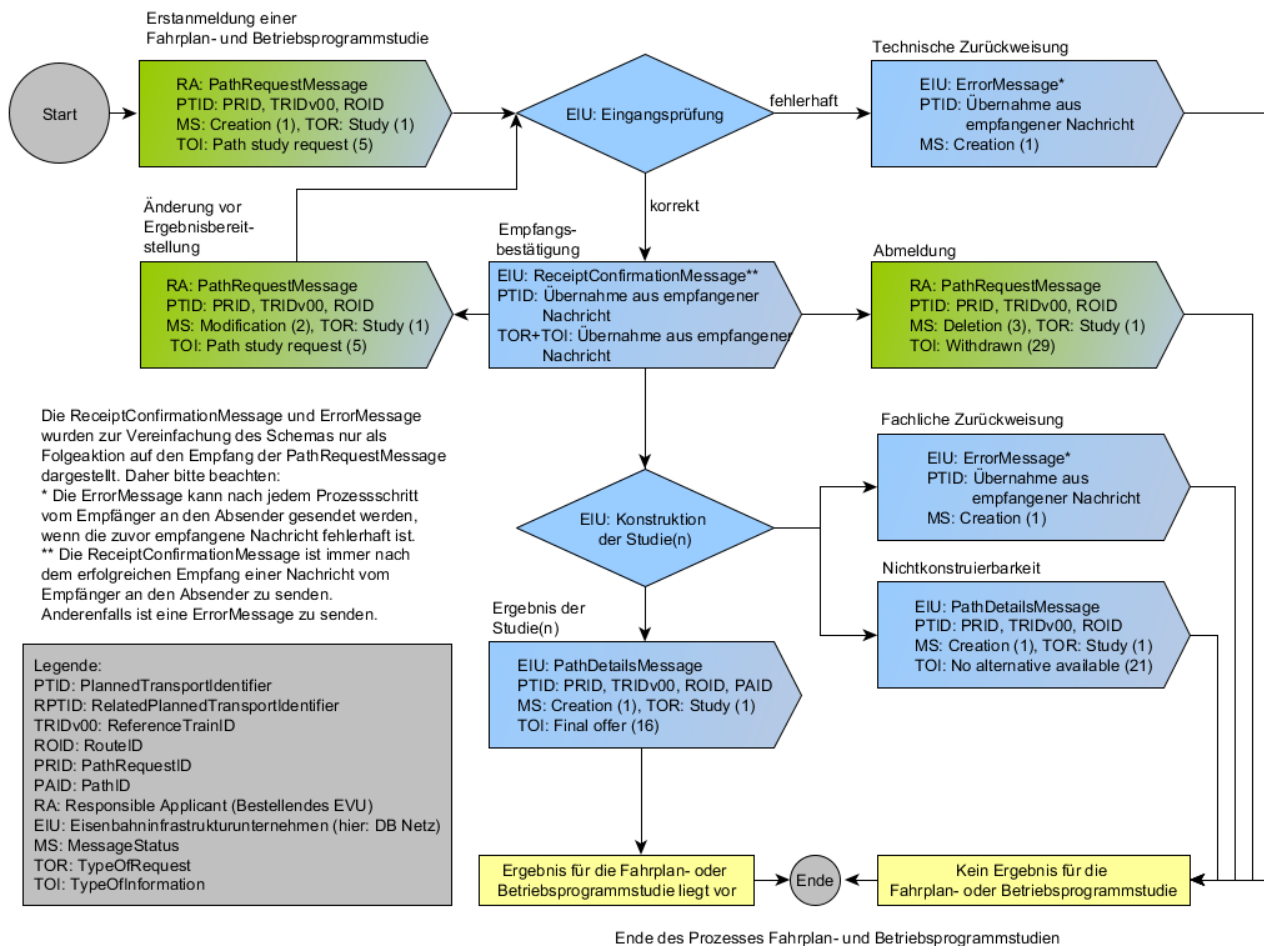 Erstanmeldung einer
Fahrplan- und Betriebsprogrammstudie
Start
RA: PathRequestMessage
PTID: PRID, TRIDv00, ROID
MS: Creation (1), TOR: Study (1)
TOI: Path study request (5)
EIU: Eingangsprüfung
fehlerhaft
korrekt
Technische Zurückweisung
EIU: ErrorMessage*
PTID: Übernahme aus
empfangener Nachricht
MS: Creation (1)
Änderung vor
Ergebnisbereit-
stellung
RA: PathRequestMessage
PTID: PRID, TRIDv00, ROID
MS: Modification (2), TOR: Study (1)
TOI: Path study request (5)
Empfangs-
bestätigung
EIU: ReceiptConfirmationMessage**
PTID: Übernahme aus empfangener
Nachricht
TOR+TOI: Übernahme aus empfangener
Nachricht
Abmeldung
RA: PathRequestMessage
PTID: PRID, TRIDv00, ROID
MS: Deletion (3), TOR: Study (1)
TOI: Withdrawn (29)
Die ReceiptConfirmationMessage und ErrorMessage
wurden zur Vereinfachung des Schemas nur als
Folgeaktion auf den Empfang der PathRequestMessage
dargestellt. Daher bitte beachten:
* Die ErrorMessage kann nach jedem Prozessschritt
vom Empfänger an den Absender gesendet werden,
wenn die zuvor empfangene Nachricht fehlerhaft ist.
** Die ReceiptConfirmationMessage ist immer nach
dem erfolgreichen Empfang einer Nachricht vom
Empfänger an den Absender zu senden.
Anderenfalls ist eine ErrorMessage zu senden.
EIU: Konstruktion
der Studie(n)
Fachliche Zurückweisung
EIU: ErrorMessage*
PTID: Übernahme aus
empfangener Nachricht
MS: Creation (1)
Nichtkonstruierbarkeit
EIU: PathDetailsMessage
PTID: PRID, TRIDv00, ROID
MS: Creation (1), TOR: Study (1)
TOI: No alternative available (21)
Ergebnis der
Studie(n)
EIU: PathDetailsMessage
PTID: PRID, TRIDv00, ROID, PAID
MS: Creation (1), TOR: Study (1)
TOI: Final offer (16)
Legende:
PTID: PlannedTransportIdentifier
RPTID: RelatedPlannedTransportIdentifier
TRIDv00: ReferenceTrainID
ROID: RouteID
PRID: PathRequestID
PAID: PathID
RA: Responsible Applicant (Bestellendes EVU)
EIU: Eisenbahninfrastrukturunternehmen (hier: DB Netz)
MS: MessageStatus
TOR: TypeOfRequest
TOI: TypeOfInformation
Ergebnis für die Fahrplan- oder
Betriebsprogrammstudie liegt vor
Ende
Kein Ergebnis für die
Fahrplan- oder Betriebsprogrammstudie
Ende des Prozesses Fahrplan- und Betriebsprogrammstudien